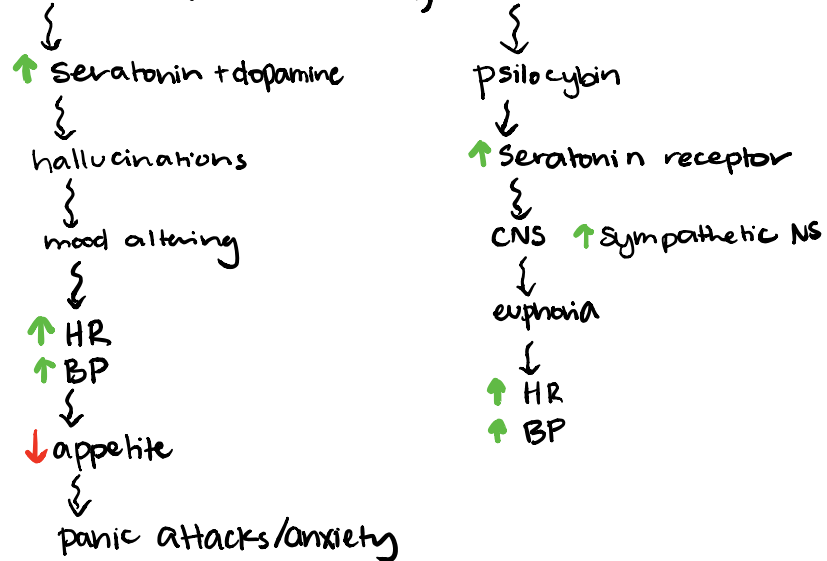 ↑ seratonin + dopamine
hallucinations
mood altering
↑ HR
↑ BP
↓ appetite
panic attacks/anxiety
psilocybin
↑ seratonin receptor
CNS ↑ sympathetic NS
euphoria
↑ HR
↑ BP